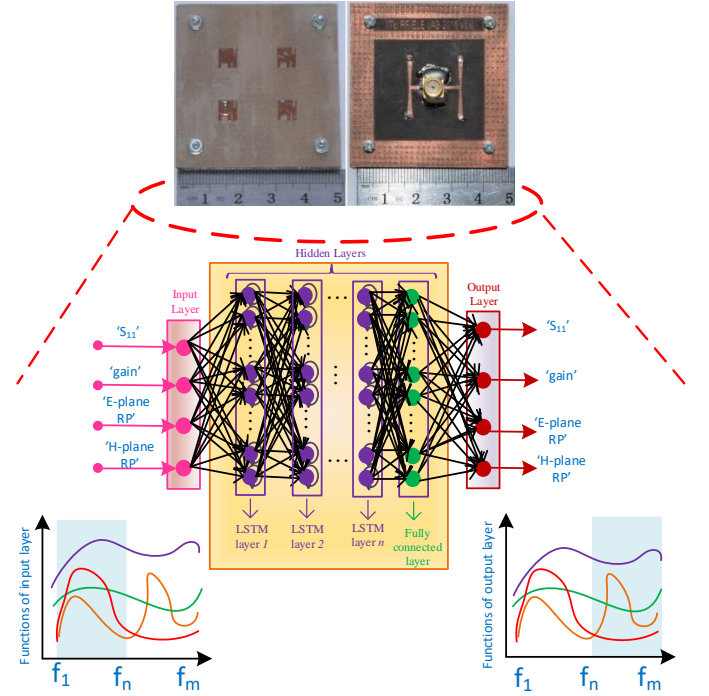 1 2 3 4 5
1 2 3 4 5
Hidden Layers
Input
Layer
Output
Layer
‘S11’
‘gain’
‘E-plane
RP’
‘H-plane
RP’
‘S11’
‘gain’
‘E-plane
RP’
‘H-plane
RP’
LSTM
layer 1
LSTM
layer 2
LSTM
layer n
Fully
connected
layer
Functions of input layer
f1 fn fm
Functions of output layer
f1 fn fm